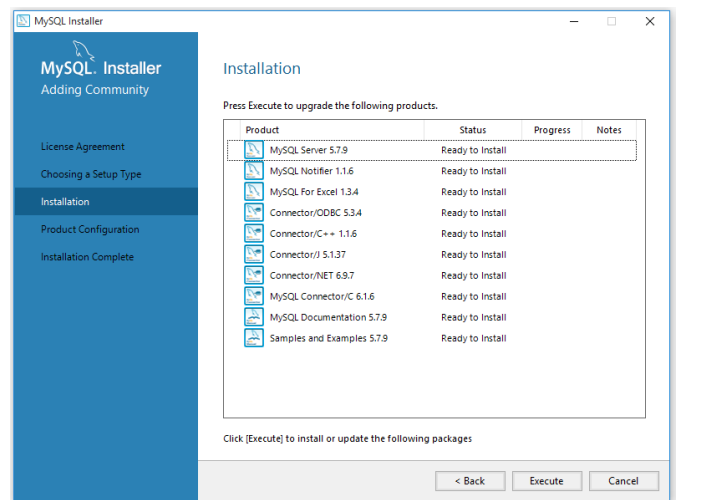 MySQL Installer
MySQL. Installer
Adding Community
License Agreement
Choosing a Setup Type
Installation
Product Configuration
Installation Complete
Installation
Press Execute to upgrade the following products.
Product Status Progress Notes
MySQL Server 5.7.9 Ready to Install
MySQL Notifier 1.1.6 Ready to Install
MySQL For Excel 1.3.4 Ready to Install
Connector/ODBC 5.3.4 Ready to Install
Connector/C++ 1.1.6 Ready to Install
Connector/J 5.1.37 Ready to Install
Connector/NET 6.9.7 Ready to Install
MySQL Connector/C 6.1.6 Ready to Install
MySQL Documentation 5.7.9 Ready to Install
Samples and Examples 5.7.9 Ready to Install
Click [Execute] to install or update the following packages
< Back Execute Cancel